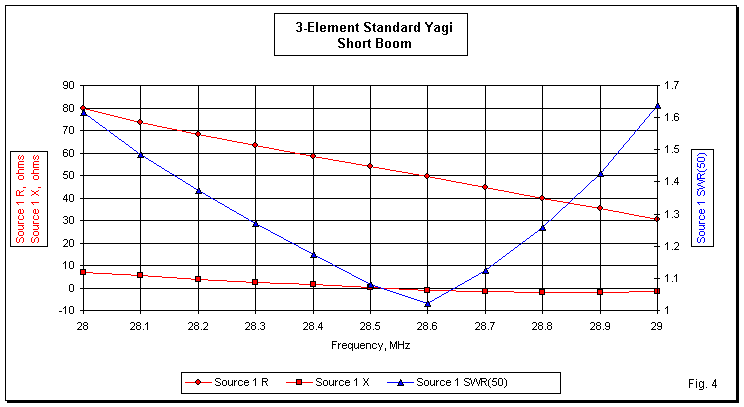 3-Element Standard Yagi
Short Boom
Source 1 R, ohms
Source 1 X, ohms
90
80
70
60
50
40
30
20
10
0
-10
1.7
1.6
1.5
1.4
1.3
1.2
1.1
1
Source 1 SWR(50)
28 28.1 28.2 28.3 28.4 28.5 28.6 28.7 28.8 28.9 29
Frequency, MHz
Source 1 R Source 1 X Source 1 SWR(50)
Fig. 4